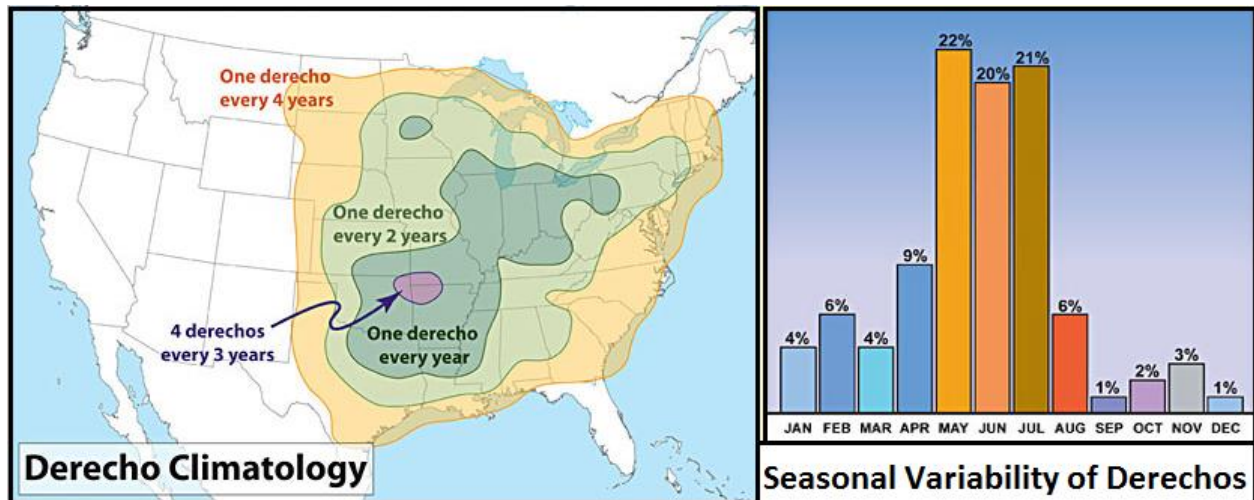 One derecho
every 4 years
One derecho
every 2 years
4 derechos
every 3 years
One derecho
every year
Derecho Climatology
4%
6%
4%
9%
22%
20%
21%
6%
1%
2%
3%
1%
JAN FEB MAR APR MAY JUN JUL AUG SEP OCT NOV DEC
Seasonal Variability of Derechos